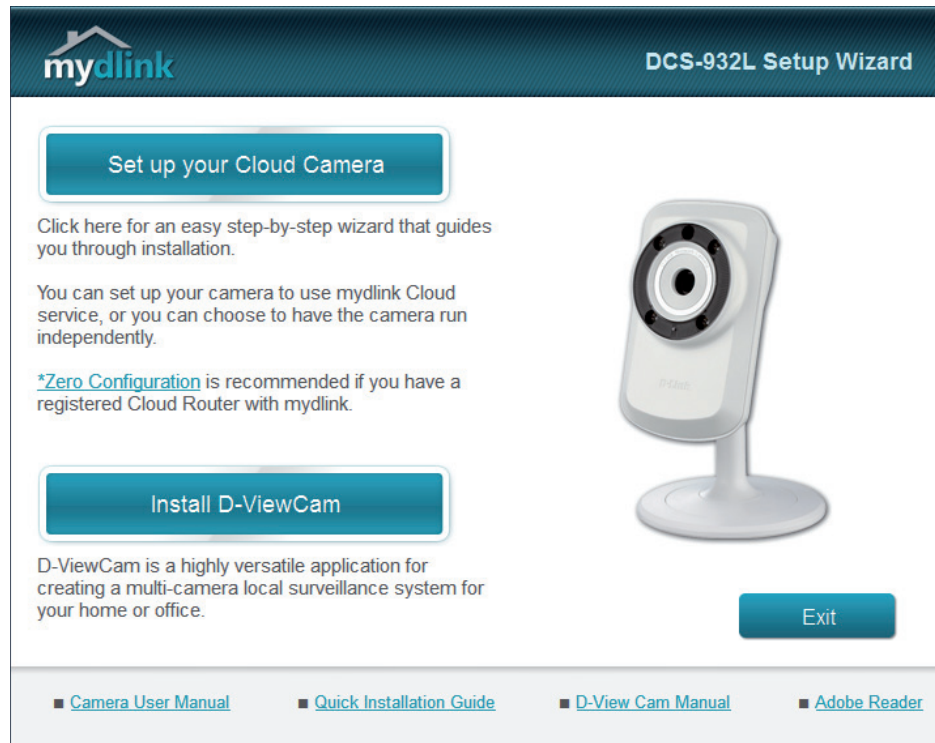 mydlink
DCS-932L Setup Wizard
Set up your Cloud Camera
Click here for an easy step-by-step wizard that guides
you through installation.
You can set up your camera to use mydlink Cloud
service, or you can choose to have the camera run
independently.
*Zero Configuration is recommended if you have a
registered Cloud Router with mydlink.
Install D-ViewCam
D-ViewCam is a highly versatile application for
creating a multi-camera local surveillance system for
your home or office.
D-Link
Exit
Camera User Manual
Quick Installation Guide
D-View Cam Manual
Adobe Reader